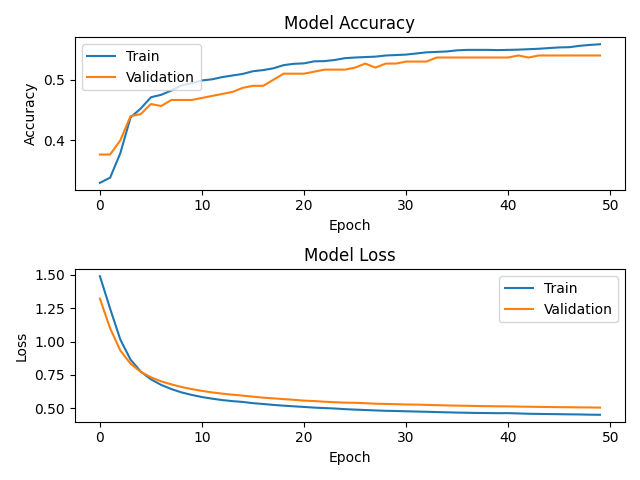 Model Accuracy
Train
Validation
0.5
0.4
Accuracy
0 10 20 30 40 50
Epoch
Model Loss
1.50
1.25
1.00
0.75
0.50
Loss
Train
Validation
0 10 20 30 40 50
Epoch